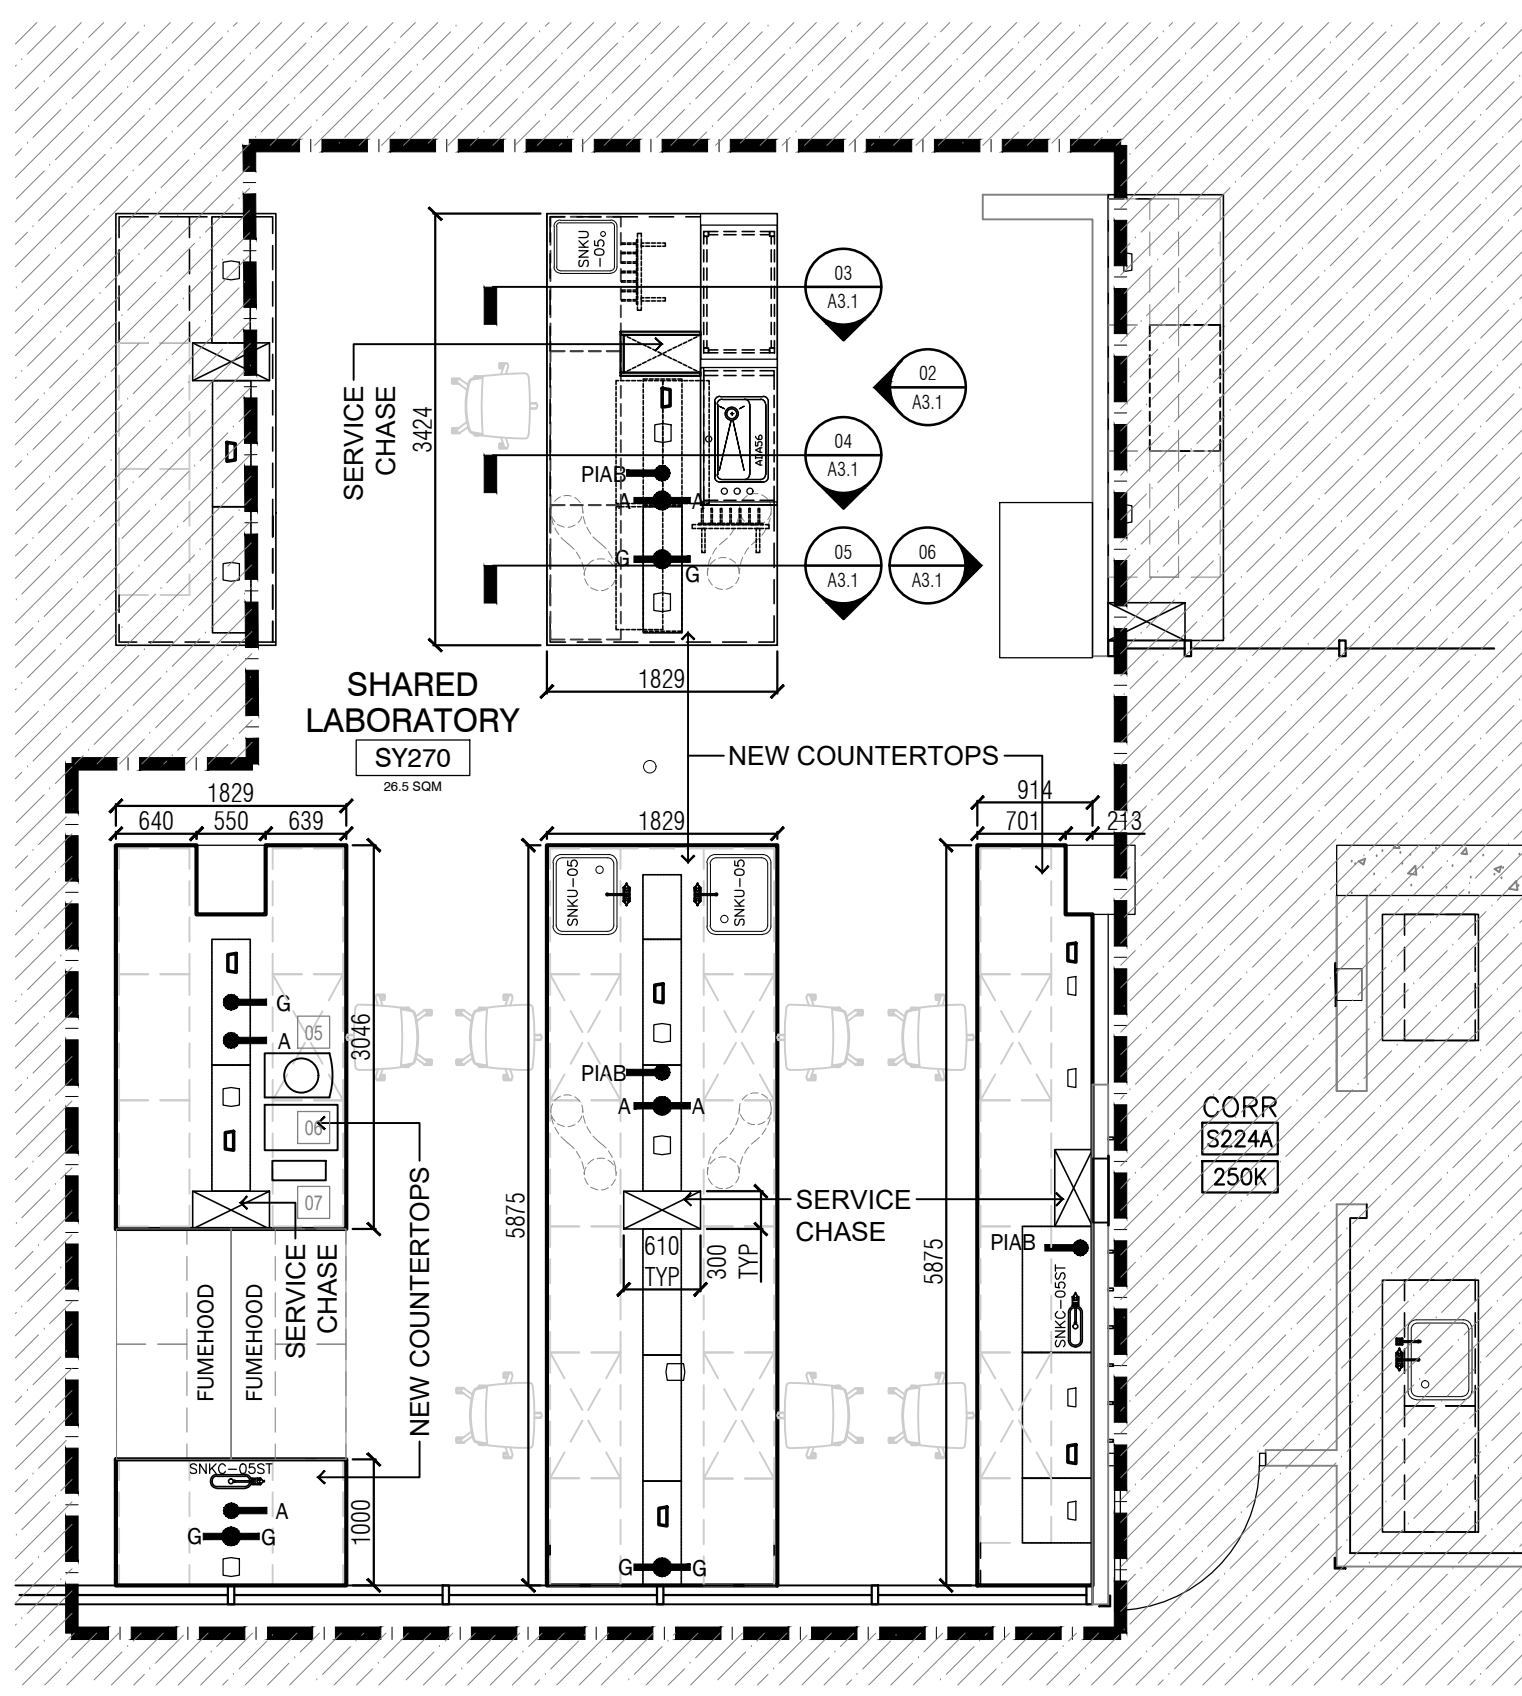 SNKU
-05
03
A3.1
02
A3.1
SERVICE
CHASE
3424
04
A3.1
ADA56
PIAB
A
A
05
A3.1
06
A3.1
G
G
1829
SHARED
LABORATORY
SY270
26.5 SQM
NEW COUNTERTOPS
1829
640
550
639
1829
914
701
213
SNKU-05
SNKU-05
G
A
05
3046
PIAB
A
A
06
CORR
S224A
250K
07
5875
SERVICE
CHASE
610
TYP
300
TYP
5875
PIAB
SNKC-05ST
FUMEHOOD
FUMEHOOD
SERVICE
CHASE
NEW COUNTERTOPS
SNKC-05ST
A
G
G
1000
G
G